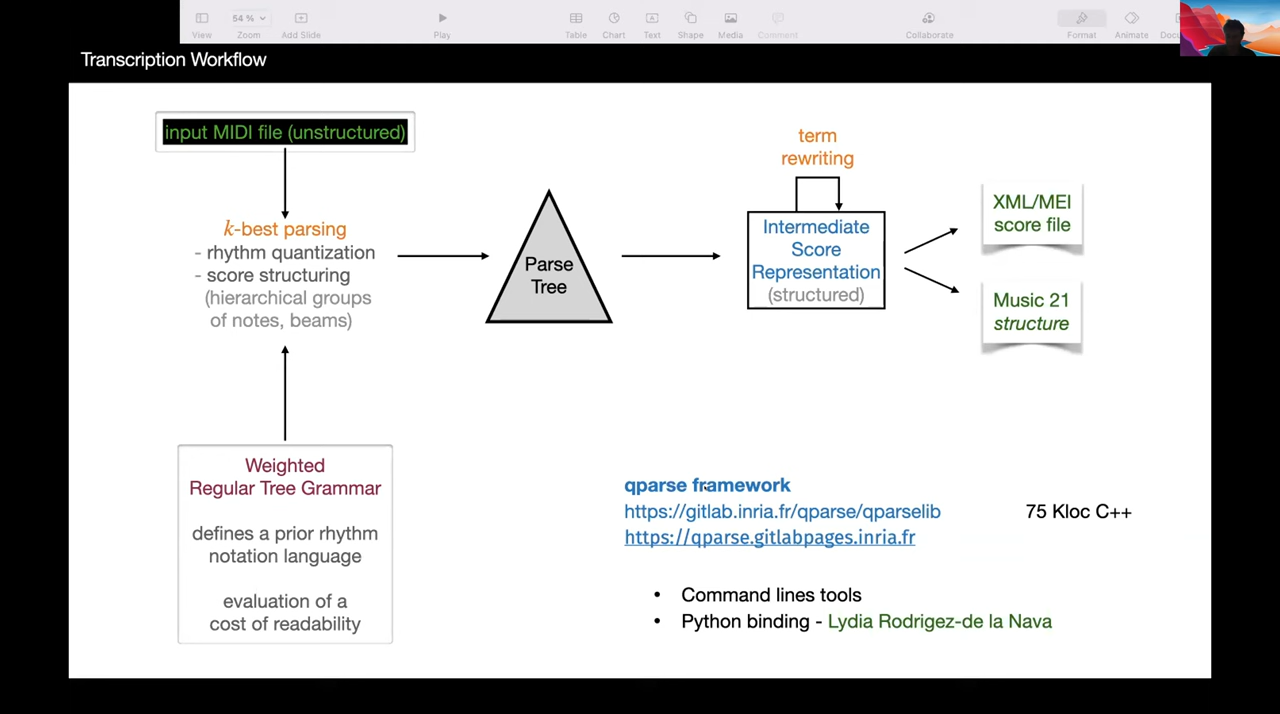 54 %
View
Zoom
Add Slide
Play
Table
Chart
Text
Shape
Media
Comment
Collaborate
Format
Animate
Transcription Workflow
input MIDI file (unstructured)
k-best parsing
- rhythm quantization
- score structuring
(hierarchical groups
of notes, beams)
Parse
Tree
term
rewriting
Intermediate
Score
Representation
(structured)
XML/MEI
score file
Music 21
structure
Weighted
Regular Tree Grammar
defines a prior rhythm
notation language
evaluation of a
cost of readability
qparse framework
https://gitlab.inria.fr/qparse/qparselib
75 Kloc C++
https://qparse.gitlabpages.inria.fr
• Command lines tools
• Python binding - Lydia Rodrigez-de la Nava